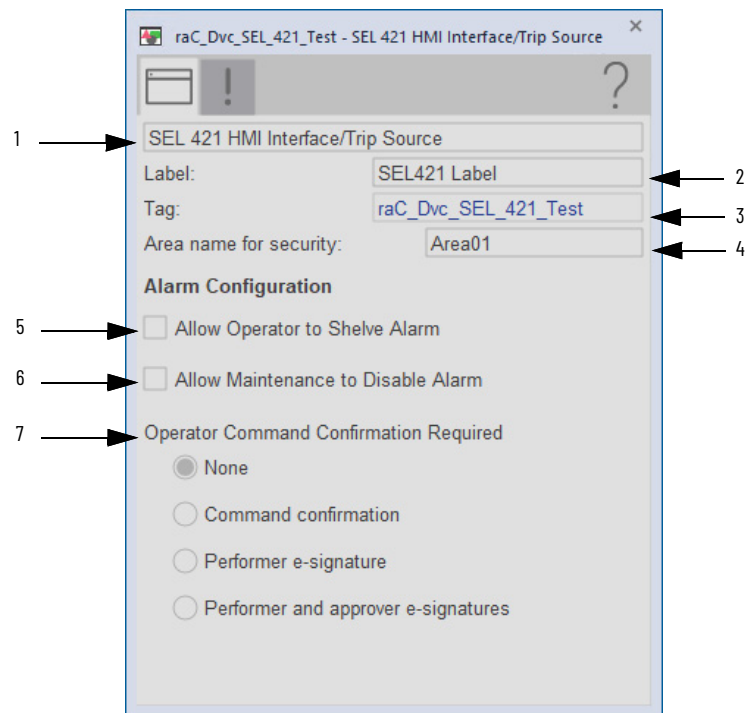 raC_Dvc_SEL_421_Test - SEL 421 HMI Interface/Trip Source
1 SEL 421 HMI Interface/Trip Source
Label: SEL421 Label 2
Tag: raC_Dvc_SEL_421_Test 3
Area name for security: Area01 4
Alarm Configuration
5 Allow Operator to Shelve Alarm
6 Allow Maintenance to Disable Alarm
7 Operator Command Confirmation Required
None
Command confirmation
Performer e-signature
Performer and approver e-signatures